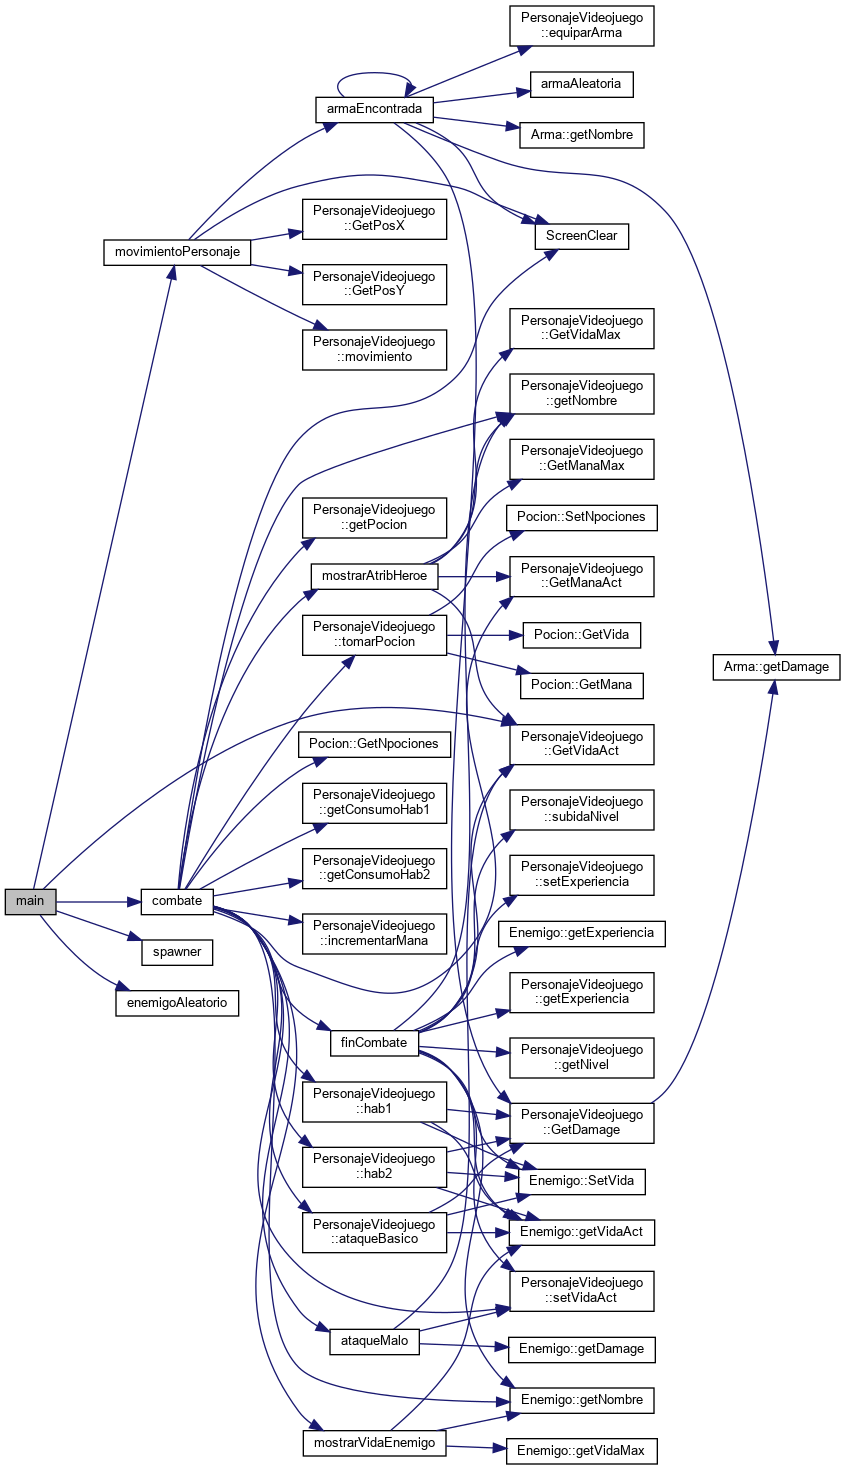 main
movimientoPersonaje
combate
spawner
enemigoAleatorio
armaEncontrada
PersonajeVideojuego
::GetPosX
PersonajeVideojuego
::GetPosY
PersonajeVideojuego
::movimiento
PersonajeVideojuego
::getPocion
mostrarAtribHeroe
PersonajeVideojuego
::tomarPocion
Pocion::GetNpociones
PersonajeVideojuego
::getConsumoHab1
PersonajeVideojuego
::getConsumoHab2
PersonajeVideojuego
::incrementarMana
finCombate
PersonajeVideojuego
::hab1
PersonajeVideojuego
::hab2
PersonajeVideojuego
::ataqueBasico
ataqueMalo
mostrarVidaEnemigo
PersonajeVideojuego
::equiparArma
armaAleatoria
Arma::getNombre
ScreenClear
PersonajeVideojuego
::GetVidaMax
PersonajeVideojuego
::getNombre
PersonajeVideojuego
::GetManaMax
Pocion::SetNpociones
PersonajeVideojuego
::GetManaAct
Pocion::GetVida
Pocion::GetMana
PersonajeVideojuego
::GetVidaAct
PersonajeVideojuego
::subidaNivel
PersonajeVideojuego
::setExperiencia
Enemigo::getExperiencia
PersonajeVideojuego
::getExperiencia
PersonajeVideojuego
::getNivel
PersonajeVideojuego
::GetDamage
Enemigo::SetVida
Enemigo::getVidaAct
PersonajeVideojuego
::setVidaAct
Enemigo::getDamage
Enemigo::getNombre
Enemigo::getVidaMax
Arma::getDamage